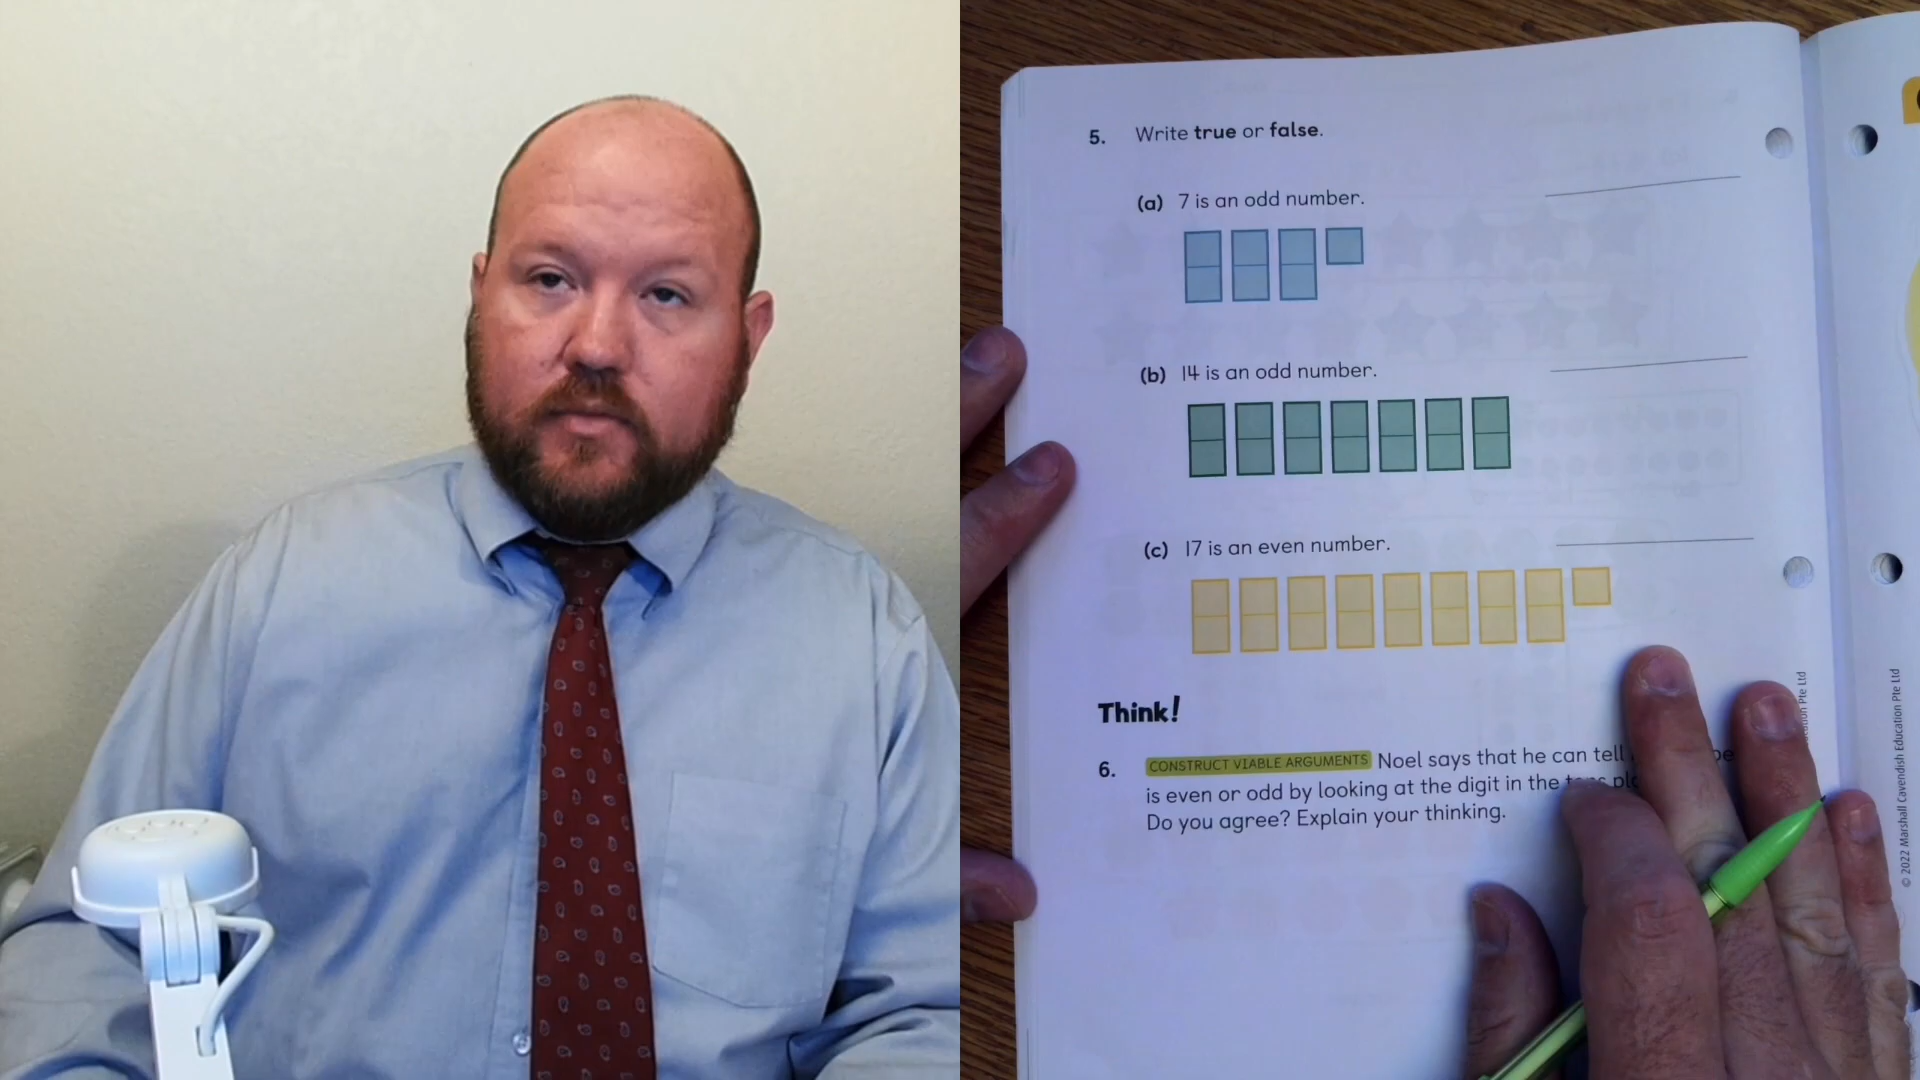 5. Write true or false.
(a) 7 is an odd number.
(b) 14 is an odd number.
(c) 17 is an even number.
Think!
6. CONSTRUCT VIABLE ARGUMENTS Noel says that he can tell
is even or odd by looking at the digit in the
Do you agree? Explain your thinking.
Pte Ltd
© 2022 Marshall Cavendish Education Pte Ltd